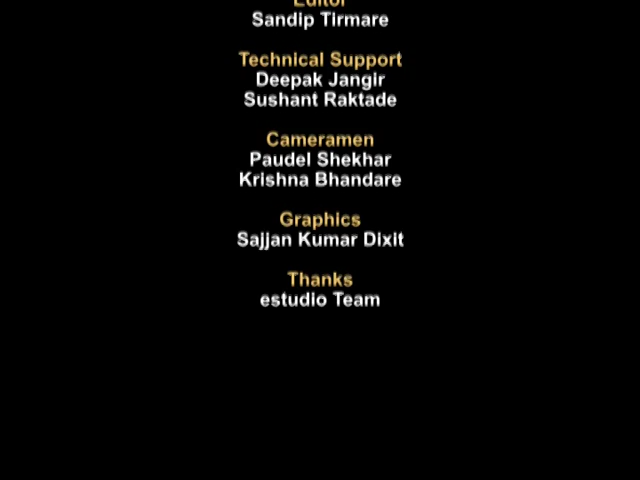 Editor
Sandip Tirmare
Technical Support
Deepak Jangir
Sushant Raktade
Cameramen
Paudel Shekhar
Krishna Bhandare
Graphics
Sajjan Kumar Dixit
Thanks
estudio Team